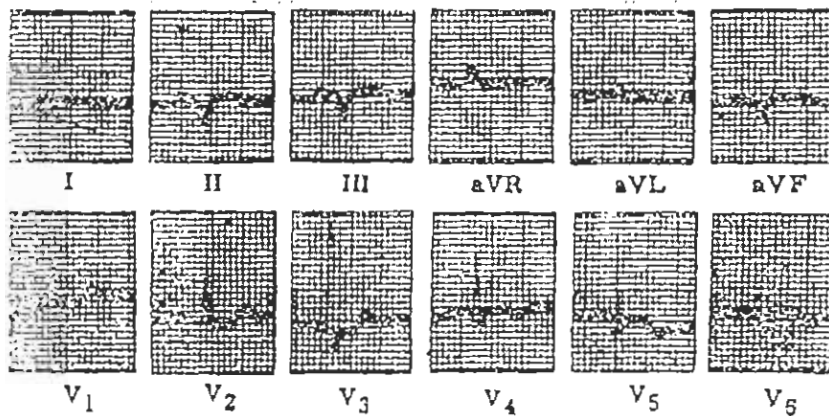 I II III aVR aVL aVF
V₁ V₂ V₃ V₄ V₅ V₆